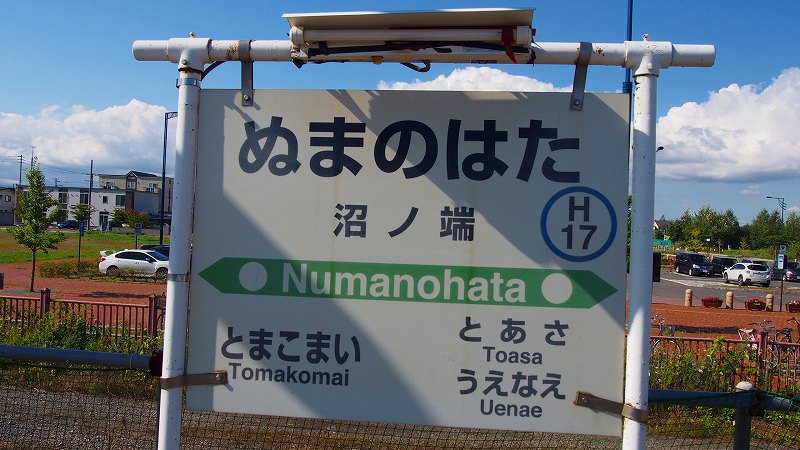 ぬまのはた
沼ノ端
H
17
Numanohata
とまこまい
Tomakomai
とあさ
Toasa
うえなえ
Uenae